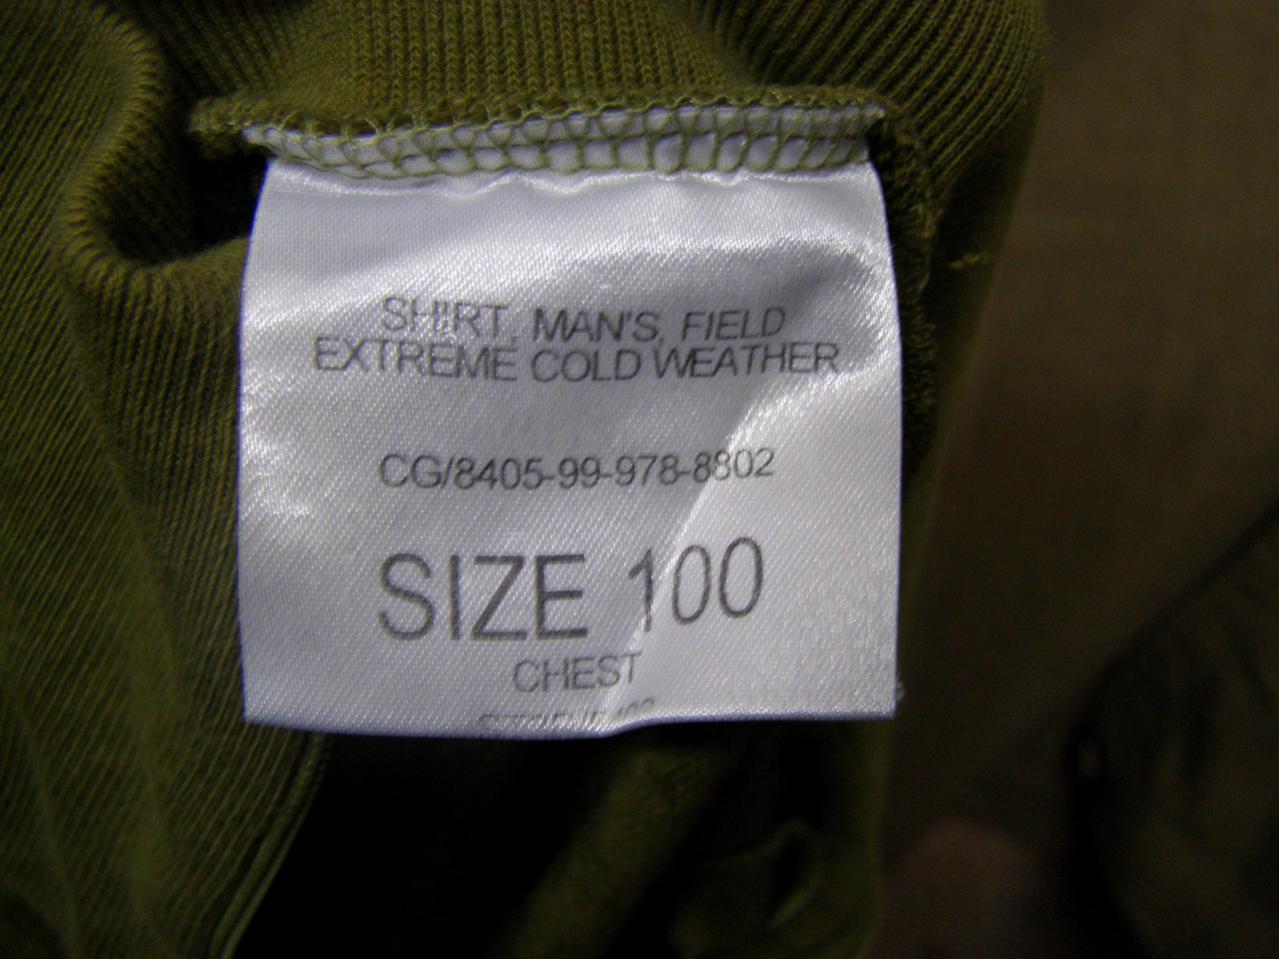 SHIRT, MAN'S, FIELD
EXTREME COLD WEATHER
CG/8405-99-978-8802
SIZE 100
CHEST